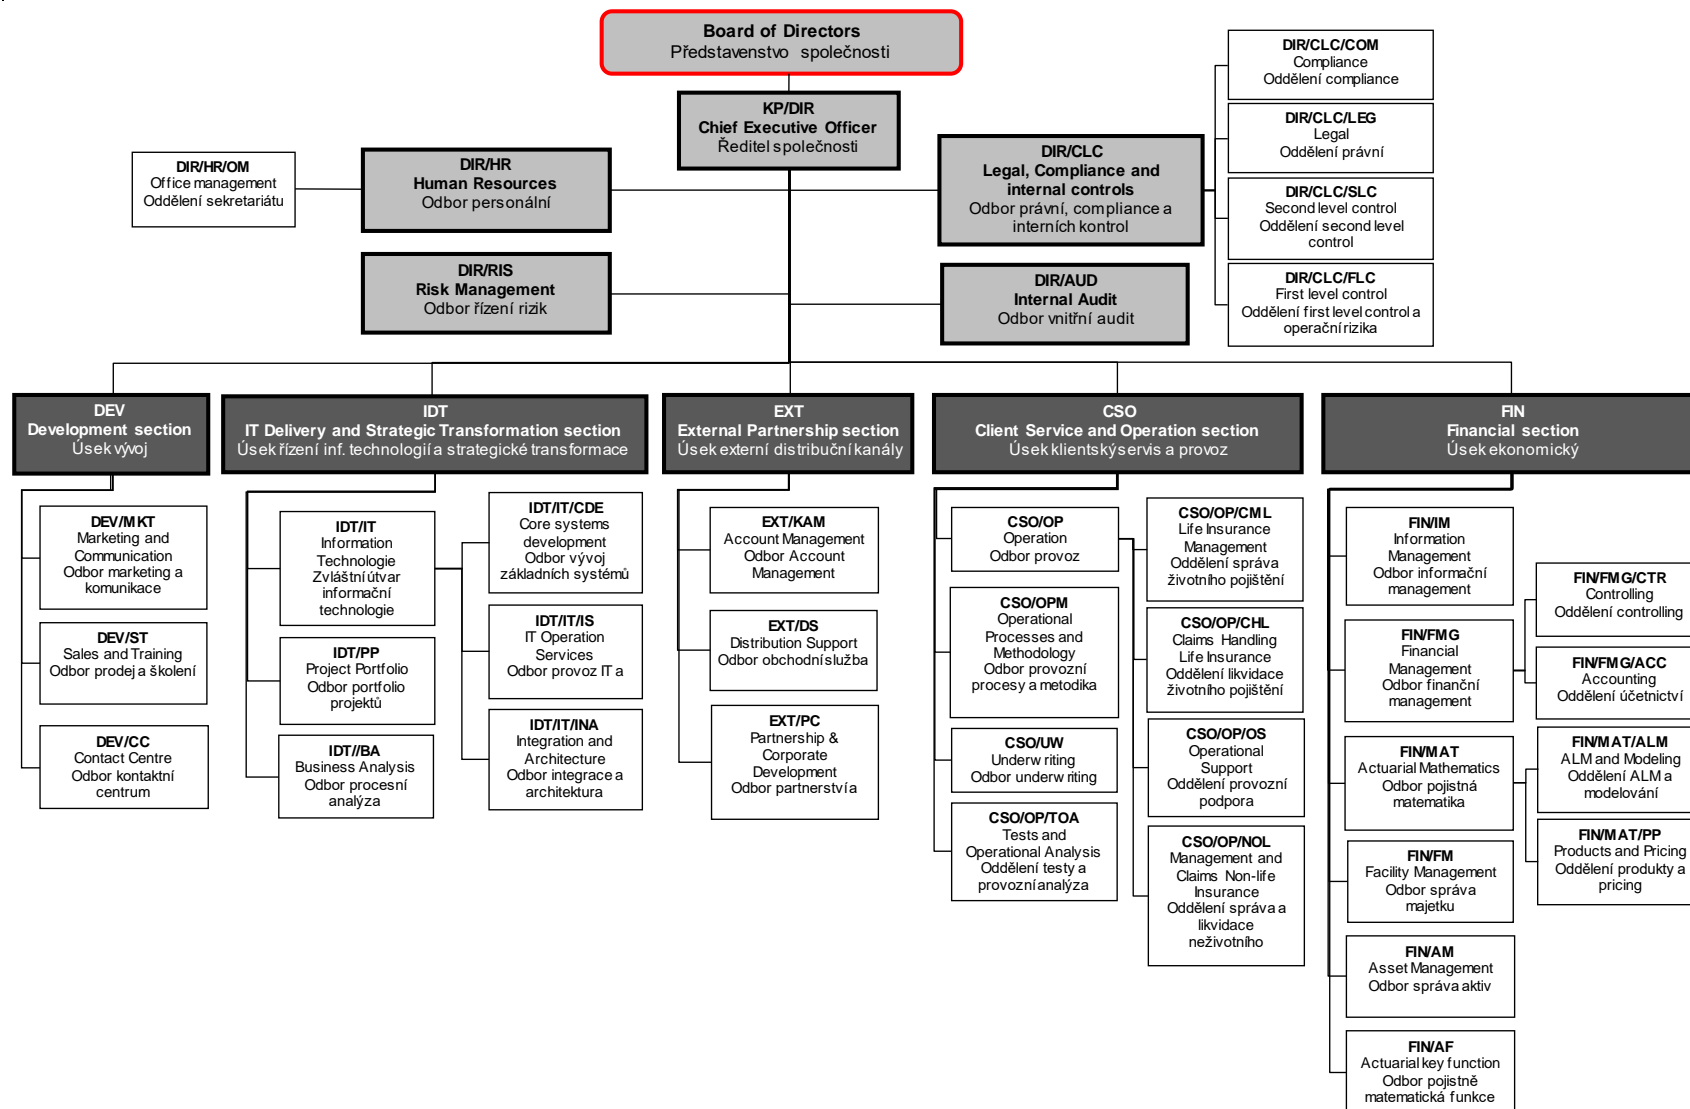 Board of Directors
Představenstvo společnosti
KP/DIR
Chief Executive Officer
Ředitel společnosti
DIR/HR/OM
Office management
Oddělení sekretariátu
DIR/HR
Human Resources
Odbor personální
DIR/CLC
Legal, Compliance and
internal controls
Odbor právní, compliance a
interních kontrol
DIR/CLC/COM
Compliance
Oddělení compliance
DIR/CLC/LEG
Legal
Oddělení právní
DIR/CLC/SLC
Second level control
Oddělení second level
control
DIR/CLC/FLC
First level control
Oddělení first level control a
operační rizika
DIR/RIS
Risk Management
Odbor řízení rizik
DIR/AUD
Internal Audit
Odbor vnitřní audit
DEV
Development section
Úsek vývoj
IDT
IT Delivery and Strategic Transformation section
Úsek řízení inf. technologií a strategické transformace
EXT
External Partnership section
Úsek externí distribuční kanály
CSO
Client Service and Operation section
Úsek klientský servis a provoz
FIN
Financial section
Úsek ekonomický
DEV/MKT
Marketing and
Communication
Odbor marketing a
komunikace
DEV/ST
Sales and Training
Odbor prodej a školení
DEV/CC
Contact Centre
Odbor kontaktní
centrum
IDT/IT
Information
Technologie
Zvláštní útvar
informační
technologie
IDT/PP
Project Portfolio
Odbor portfolio
projektů
IDT//BA
Business Analysis
Odbor procesní
analýza
IDT/IT/CDE
Core systems
development
Odbor vývoj
základních systémů
IDT/IT/IS
IT Operation
Services
Odbor provoz IT a
IDT/IT/INA
Integration and
Architecture
Odbor integrace a
architektura
EXT/KAM
Account Management
Odbor Account
Management
EXT/DS
Distribution Support
Odbor obchodní služba
EXT/PC
Partnership &
Corporate
Development
Odbor partnerství a
CSO/OP
Operation
Odbor provoz
CSO/OPM
Operational
Processes and
Methodology
Odbor provozní
procesy a metodika
CSO/UW
Underwriting
Odbor underwriting
CSO/OP/TOA
Tests and
Operational Analysis
Oddělení testy a
provozní analýza
CSO/OP/CML
Life Insurance
Management
Oddělení správa
životního pojištění
CSO/OP/CHL
Claims Handling
Life Insurance
Oddělení likvidace
životního pojištění
CSO/OP/OS
Operational
Support
Oddělení provozní
podpora
CSO/OP/NOL
Management and
Claims Non-life
Insurance
Oddělení správa a
likvidace
neživotního
FIN/IM
Information
Management
Odbor informační
management
FIN/FMG
Financial
Management
Odbor finanční
management
FIN/MAT
Actuarial Mathematics
Odbor pojistná
matematika
FIN/FM
Facility Management
Odbor správa
majetku
FIN/AM
Asset Management
Odbor správa aktiv
FIN/AF
Actuarial key function
Odbor pojistně
matematická funkce
FIN/FMG/CTR
Controlling
Oddělení controlling
FIN/FMG/ACC
Accounting
Oddělení účetnictví
FIN/MAT/ALM
ALM and Modeling
Oddělení ALM a
modelování
FIN/MAT/PP
Products and Pricing
Oddělení produkty a
pricing